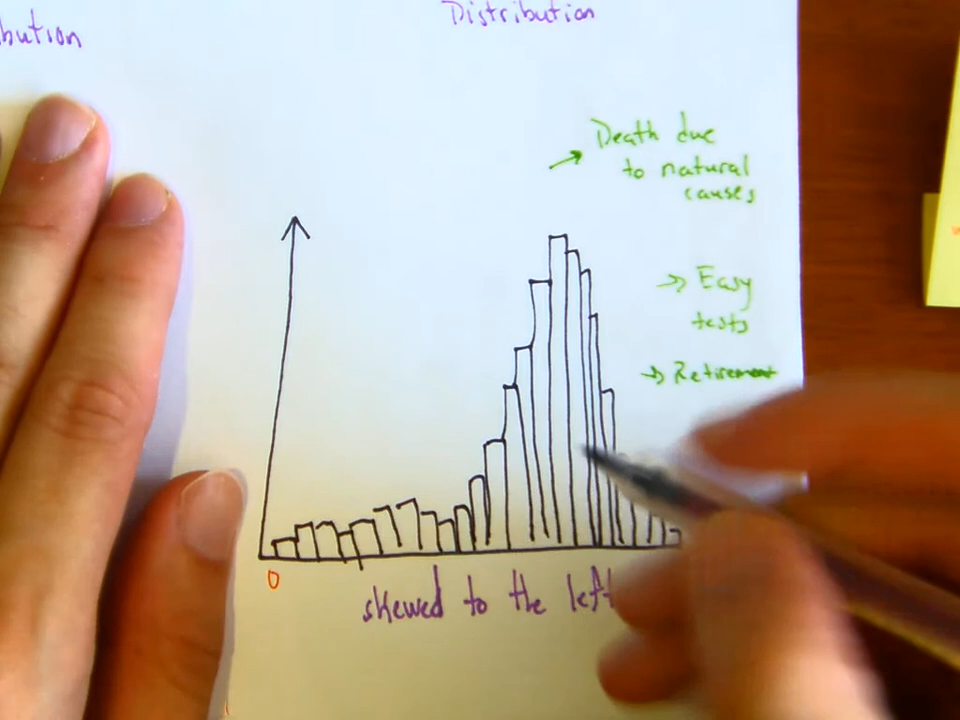 bution
Distribution
→ Death due
to natural
causes
→ Easy
tests
→ Retirement
0
skewed to the left